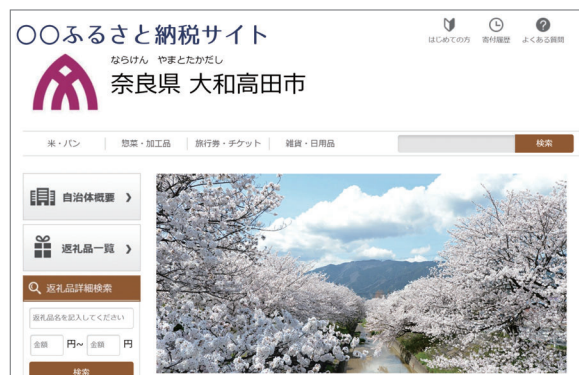 〇〇ふるさと納税サイト
はじめての方 寄付履歴 よくある質問
ならけん やまとたかだし
奈良県 大和高田市
米・パン 惣菜・加工品 旅行券・チケット 雑貨・日用品 検索
自治体概要
返礼品一覧
返礼品詳細検索
返礼品名を記入してください
金額 円~ 金額 円
検索